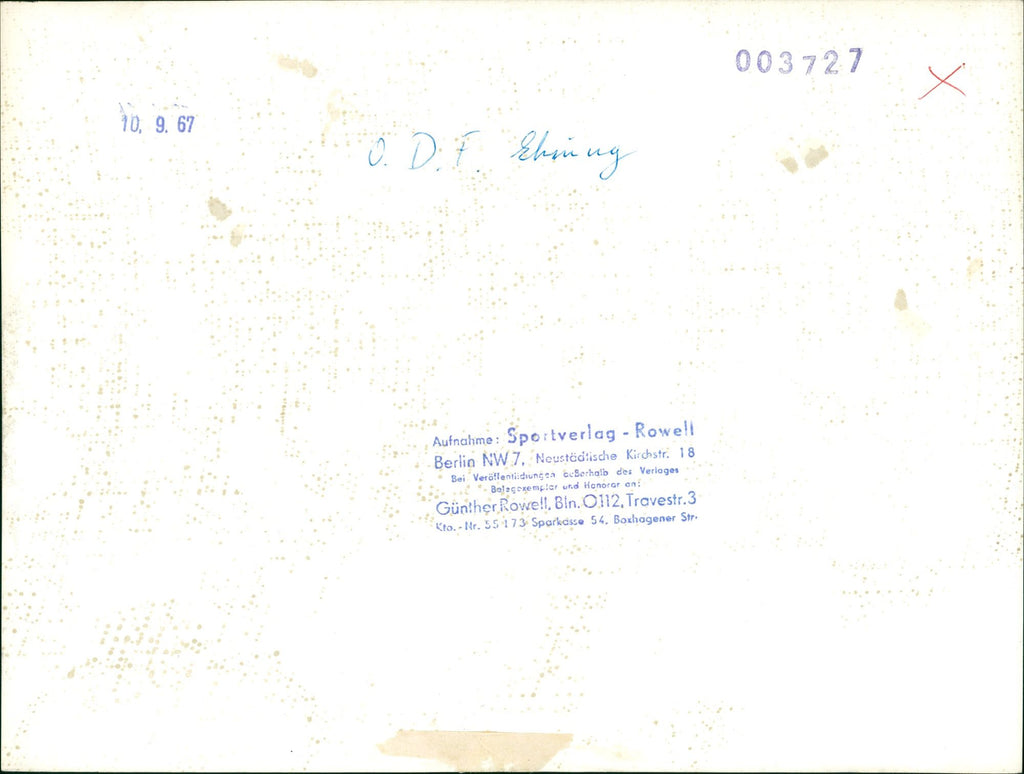 003727
10. 9. 67
O. D. F. Ehrung
Aufnahme: Sportverlag - Rowell
Berlin NW 7, Neustädtische Kirchstr. 18
Bei Veröffentlichungen außerhalb des Verlages
Belegexemplar und Honorar an:
Günther Rowell, Bln. O112, Travestr. 3
Kto.-Nr. 55 173 Sparkasse 54. Boxhagener Str.